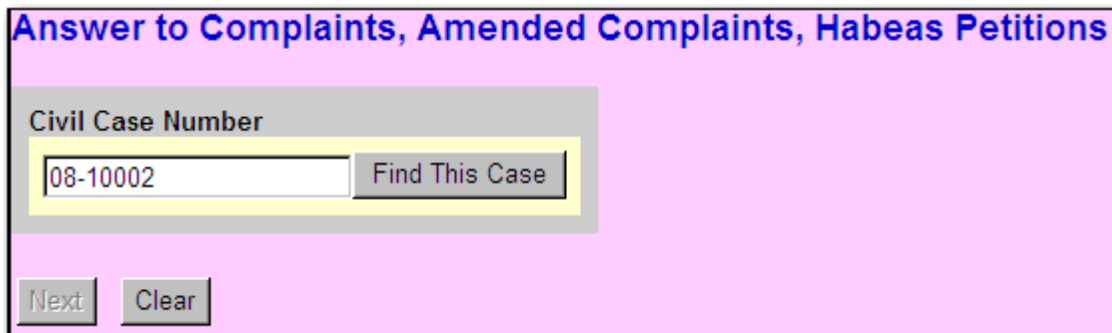 Answer to Complaints, Amended Complaints, Habeas Petitions
Civil Case Number
08-10002 Find This Case
Next Clear